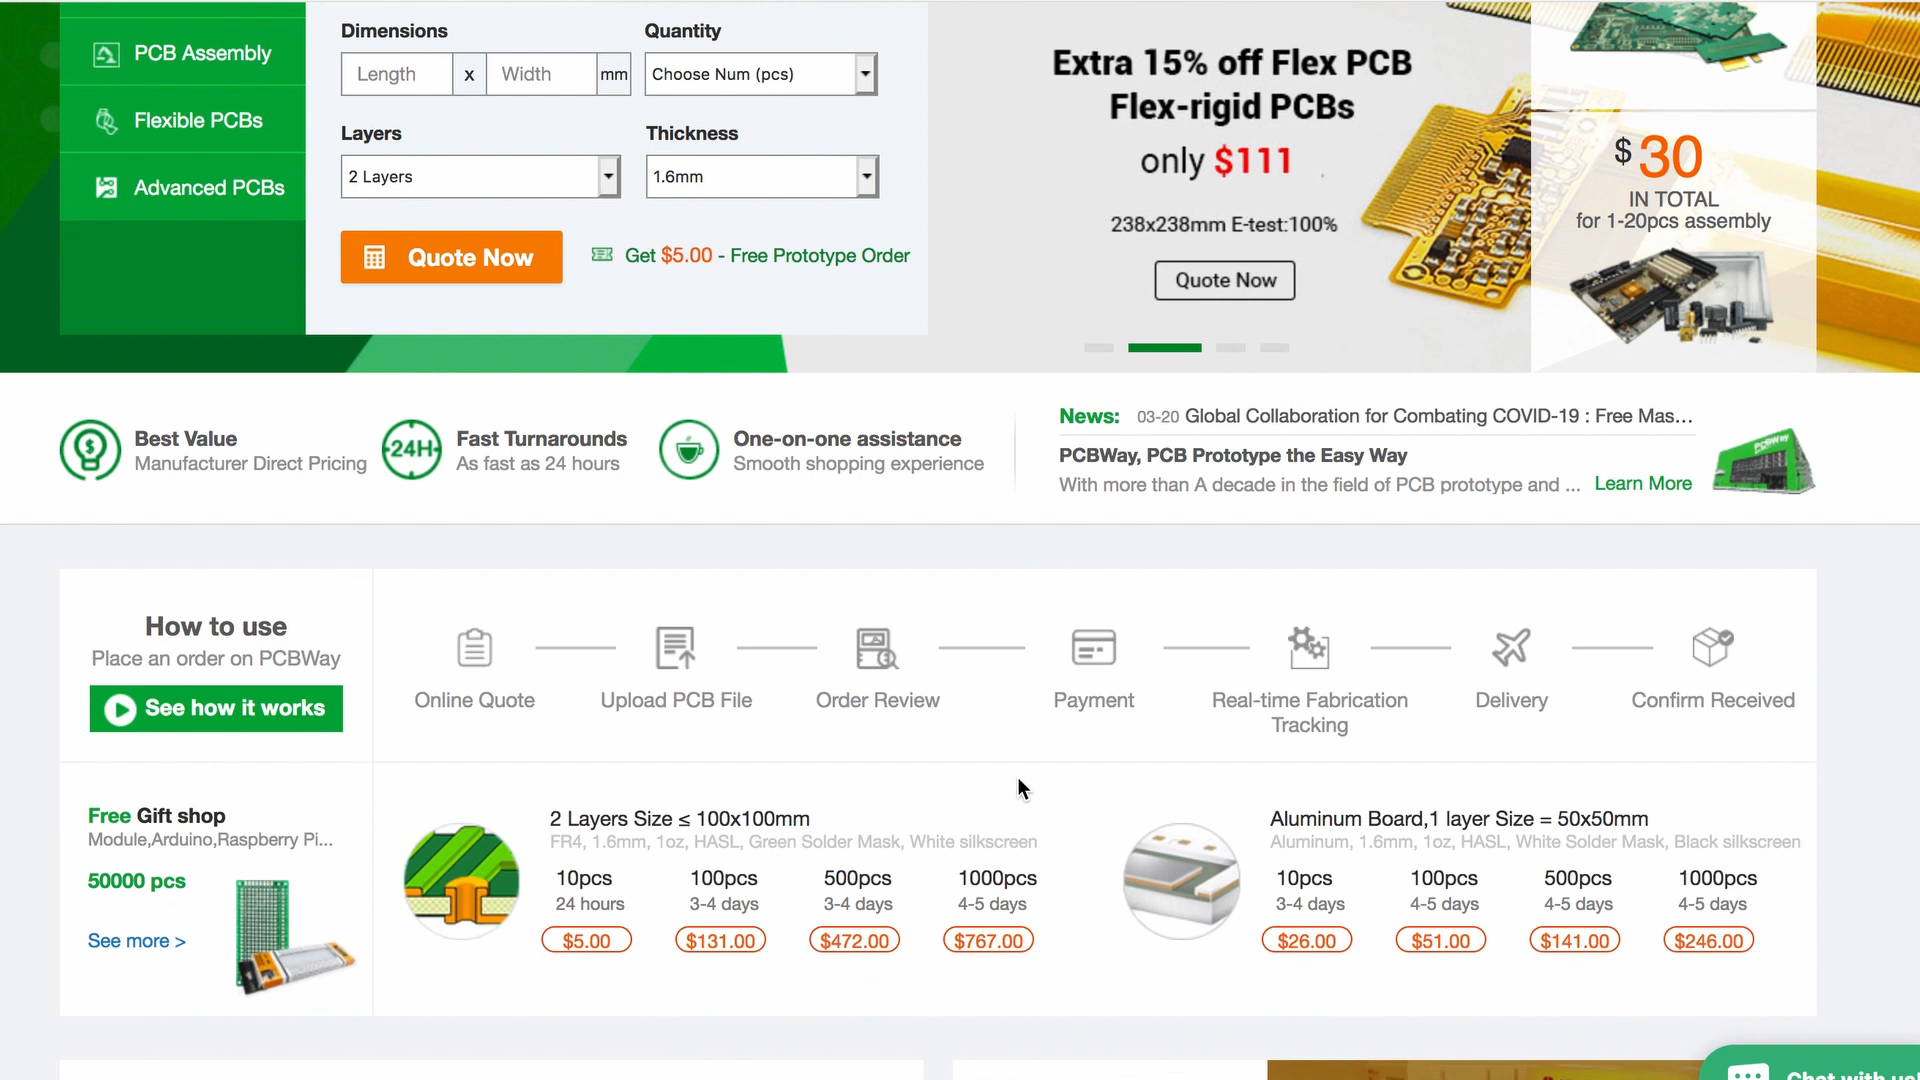 PCB Assembly
Flexible PCBs
Advanced PCBs
Dimensions
Length x Width mm
Quantity
Choose Num (pcs)
Layers
2 Layers
Thickness
1.6mm
Quote Now
Get $5.00 - Free Prototype Order
Extra 15% off Flex PCB
Flex-rigid PCBs
only $111
238x238mm E-test:100%
Quote Now
$30
IN TOTAL
for 1-20pcs assembly
Best Value
Manufacturer Direct Pricing
24H
Fast Turnarounds
As fast as 24 hours
One-on-one assistance
Smooth shopping experience
News: 03-20 Global Collaboration for Combating COVID-19 : Free Mas...
PCBWay, PCB Prototype the Easy Way
With more than A decade in the field of PCB prototype and ... Learn More
PCBWay
How to use
Place an order on PCBWay
See how it works
Online Quote
Upload PCB File
Order Review
Payment
Real-time Fabrication
Tracking
Delivery
Confirm Received
Free Gift shop
Module,Arduino,Raspberry Pi...
50000 pcs
See more >
2 Layers Size ≤ 100x100mm
FR4, 1.6mm, 1oz, HASL, Green Solder Mask, White silkscreen
10pcs 100pcs 500pcs 1000pcs
24 hours 3-4 days 3-4 days 4-5 days
$5.00 $131.00 $472.00 $767.00
Aluminum Board,1 layer Size = 50x50mm
Aluminum, 1.6mm, 1oz, HASL, White Solder Mask, Black silkscreen
10pcs 100pcs 500pcs 1000pcs
3-4 days 4-5 days 4-5 days 4-5 days
$26.00 $51.00 $141.00 $246.00
Chat with us!